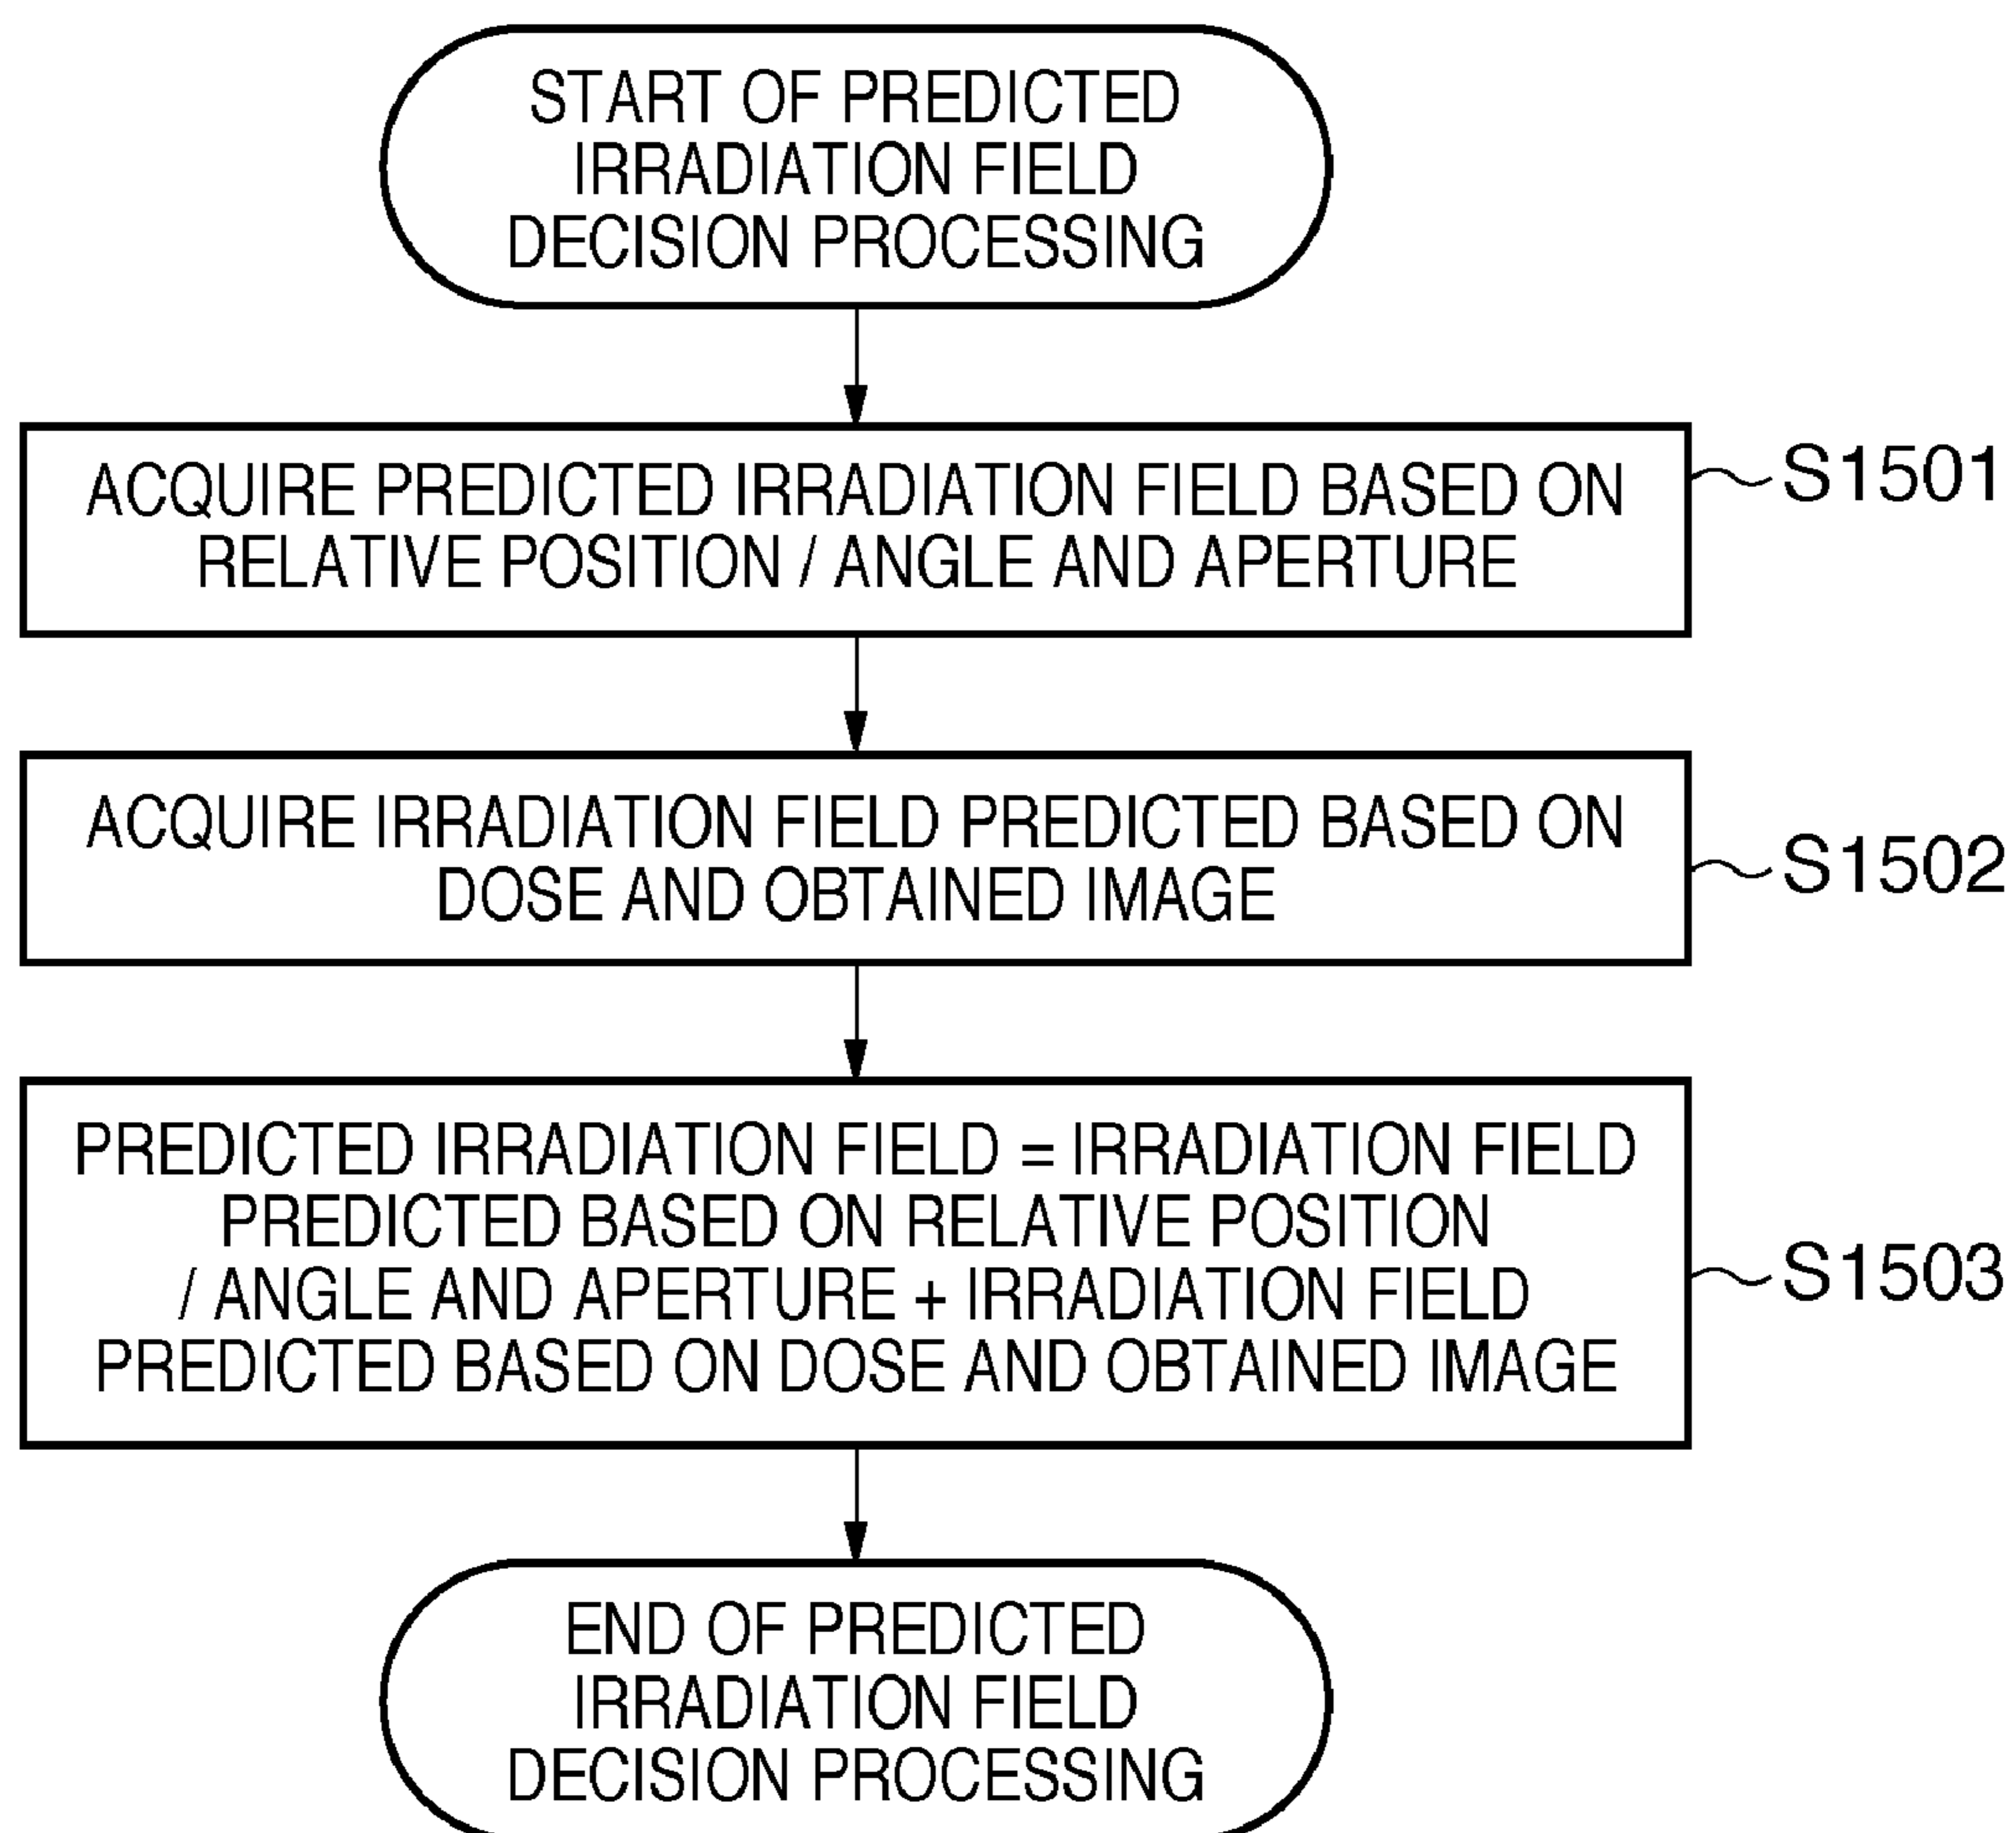 START OF PREDICTED
IRRADIATION FIELD
DECISION PROCESSING
ACQUIRE PREDICTED IRRADIATION FIELD BASED ON
RELATIVE POSITION / ANGLE AND APERTURE
S1501
ACQUIRE IRRADIATION FIELD PREDICTED BASED ON
DOSE AND OBTAINED IMAGE
S1502
PREDICTED IRRADIATION FIELD = IRRADIATION FIELD
PREDICTED BASED ON RELATIVE POSITION
/ ANGLE AND APERTURE + IRRADIATION FIELD
PREDICTED BASED ON DOSE AND OBTAINED IMAGE
S1503
END OF PREDICTED
IRRADIATION FIELD
DECISION PROCESSING